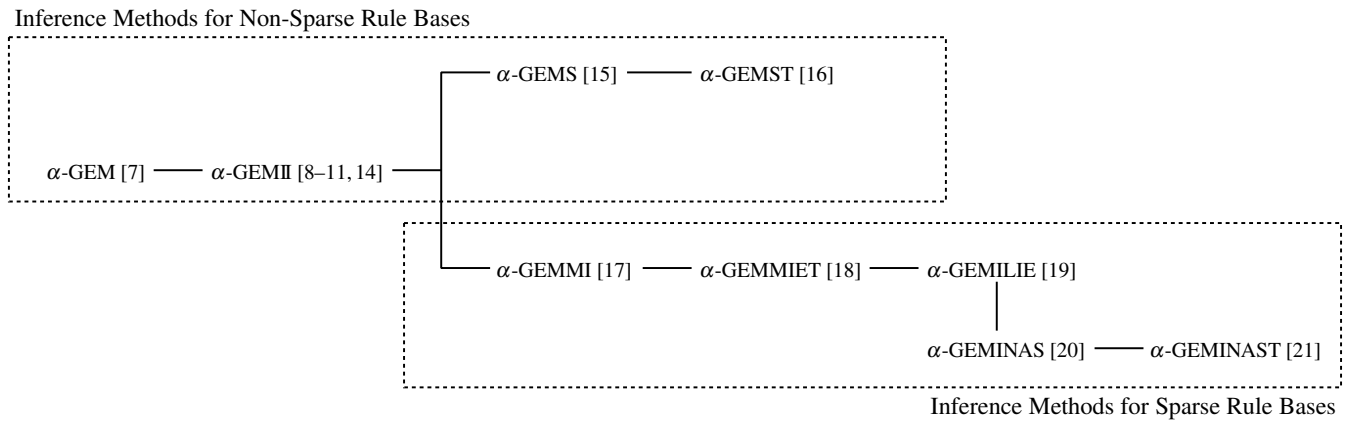 Inference Methods for Non-Sparse Rule Bases
α-GEMS [15] α-GEMST [16]
α-GEM [7] α-GEMII [8–11, 14]
α-GEMMI [17] α-GEMMIET [18] α-GEMILIE [19]
α-GEMINAS [20] α-GEMINAST [21]
Inference Methods for Sparse Rule Bases